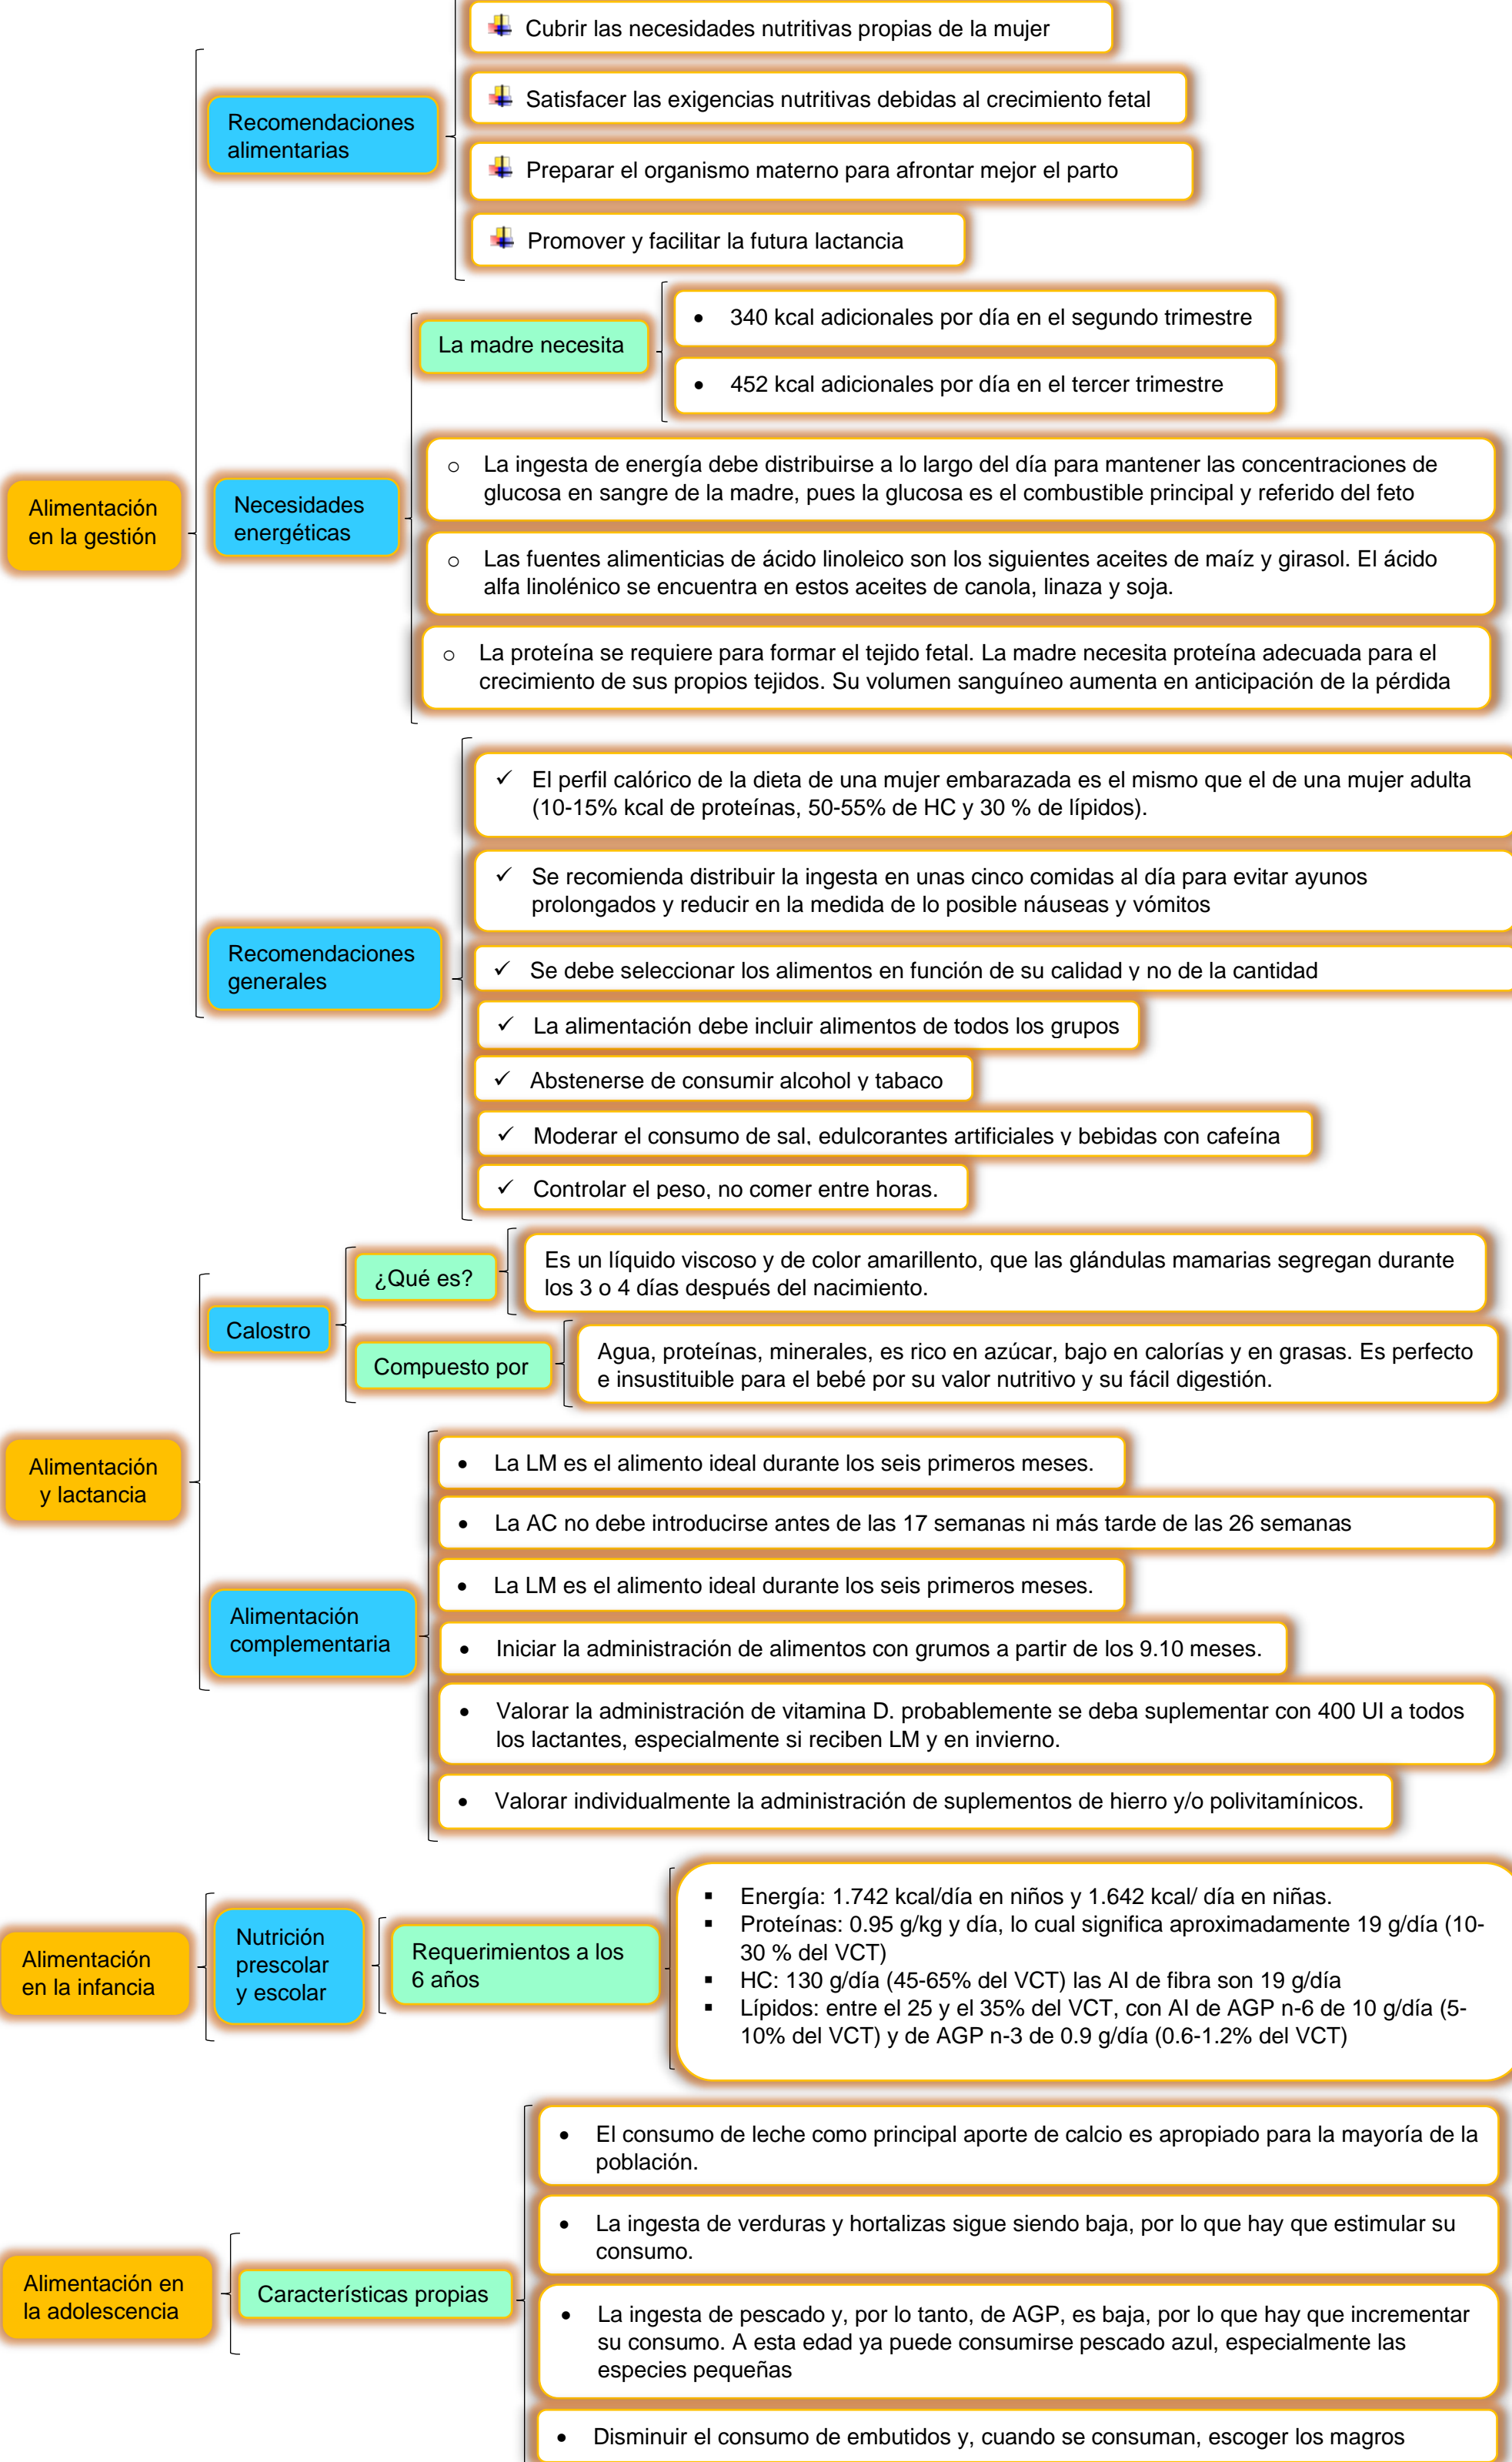 Cubrir las necesidades nutritivas propias de la mujer
Satisfacer las exigencias nutritivas debidas al crecimiento fetal
Recomendaciones
alimentarias
Preparar el organismo materno para afrontar mejor el parto
Promover y facilitar la futura lactancia
La madre necesita
• 340 kcal adicionales por día en el segundo trimestre
• 452 kcal adicionales por día en el tercer trimestre
Alimentación
en la gestión
Necesidades
energéticas
o La ingesta de energía debe distribuirse a lo largo del día para mantener las concentraciones de
glucosa en sangre de la madre, pues la glucosa es el combustible principal y referido del feto
o Las fuentes alimenticias de ácido linoleico son los siguientes aceites de maíz y girasol. El ácido
alfa linolénico se encuentra en estos aceites de canola, linaza y soja.
o La proteína se requiere para formar el tejido fetal. La madre necesita proteína adecuada para el
crecimiento de sus propios tejidos. Su volumen sanguíneo aumenta en anticipación de la pérdida
✓ El perfil calórico de la dieta de una mujer embarazada es el mismo que el de una mujer adulta
(10-15% kcal de proteínas, 50-55% de HC y 30 % de lípidos).
✓ Se recomienda distribuir la ingesta en unas cinco comidas al día para evitar ayunos
prolongados y reducir en la medida de lo posible náuseas y vómitos
Recomendaciones
generales
✓ Se debe seleccionar los alimentos en función de su calidad y no de la cantidad
✓ La alimentación debe incluir alimentos de todos los grupos
✓ Abstenerse de consumir alcohol y tabaco
✓ Moderar el consumo de sal, edulcorantes artificiales y bebidas con cafeína
✓ Controlar el peso, no comer entre horas.
¿Qué es?
Es un líquido viscoso y de color amarillento, que las glándulas mamarias segregan durante
los 3 o 4 días después del nacimiento.
Calostro
Compuesto por
Agua, proteínas, minerales, es rico en azúcar, bajo en calorías y en grasas. Es perfecto
e insustituible para el bebé por su valor nutritivo y su fácil digestión.
Alimentación
y lactancia
• La LM es el alimento ideal durante los seis primeros meses.
• La AC no debe introducirse antes de las 17 semanas ni más tarde de las 26 semanas
• La LM es el alimento ideal durante los seis primeros meses.
Alimentación
complementaria
• Iniciar la administración de alimentos con grumos a partir de los 9.10 meses.
• Valorar la administración de vitamina D. probablemente se deba suplementar con 400 UI a todos
los lactantes, especialmente si reciben LM y en invierno.
• Valorar individualmente la administración de suplementos de hierro y/o polivitamínicos.
Alimentación
en la infancia
Nutrición
prescolar
y escolar
Requerimientos a los
6 años
▪ Energía: 1.742 kcal/día en niños y 1.642 kcal/ día en niñas.
▪ Proteínas: 0.95 g/kg y día, lo cual significa aproximadamente 19 g/día (10-
30 % del VCT)
▪ HC: 130 g/día (45-65% del VCT) las AI de fibra son 19 g/día
▪ Lípidos: entre el 25 y el 35% del VCT, con AI de AGP n-6 de 10 g/día (5-
10% del VCT) y de AGP n-3 de 0.9 g/día (0.6-1.2% del VCT)
Alimentación en
la adolescencia
Características propias
• El consumo de leche como principal aporte de calcio es apropiado para la mayoría de la
población.
• La ingesta de verduras y hortalizas sigue siendo baja, por lo que hay que estimular su
consumo.
• La ingesta de pescado y, por lo tanto, de AGP, es baja, por lo que hay que incrementar
su consumo. A esta edad ya puede consumirse pescado azul, especialmente las
especies pequeñas
• Disminuir el consumo de embutidos y, cuando se consuman, escoger los magros